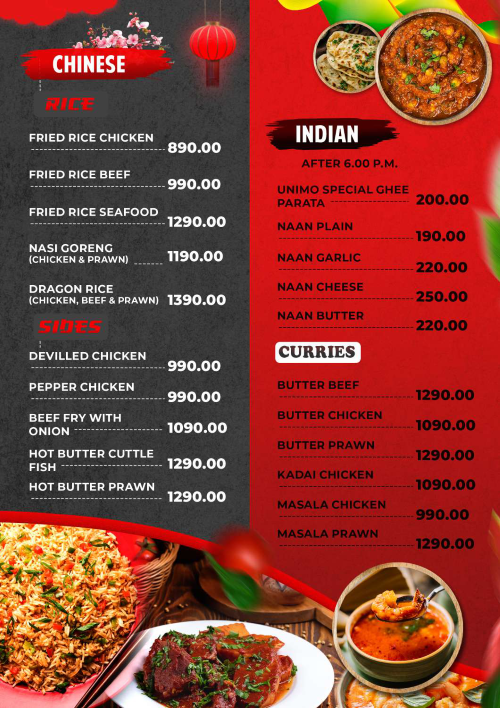 CHINESE
RICE
FRIED RICE CHICKEN 890.00
FRIED RICE BEEF 990.00
FRIED RICE SEAFOOD 1290.00
NASI GORENG
(CHICKEN & PRAWN) 1190.00
DRAGON RICE
(CHICKEN, BEEF & PRAWN) 1390.00
SIDES
DEVILLED CHICKEN 990.00
PEPPER CHICKEN 990.00
BEEF FRY WITH
ONION 1090.00
HOT BUTTER CUTTLE
FISH 1290.00
HOT BUTTER PRAWN 1290.00
INDIAN
AFTER 6.00 P.M.
UNIMO SPECIAL GHEE
PARATA 200.00
NAAN PLAIN 190.00
NAAN GARLIC 220.00
NAAN CHEESE 250.00
NAAN BUTTER 220.00
CURRIES
BUTTER BEEF 1290.00
BUTTER CHICKEN 1090.00
BUTTER PRAWN 1290.00
KADAI CHICKEN 1090.00
MASALA CHICKEN 990.00
MASALA PRAWN 1290.00